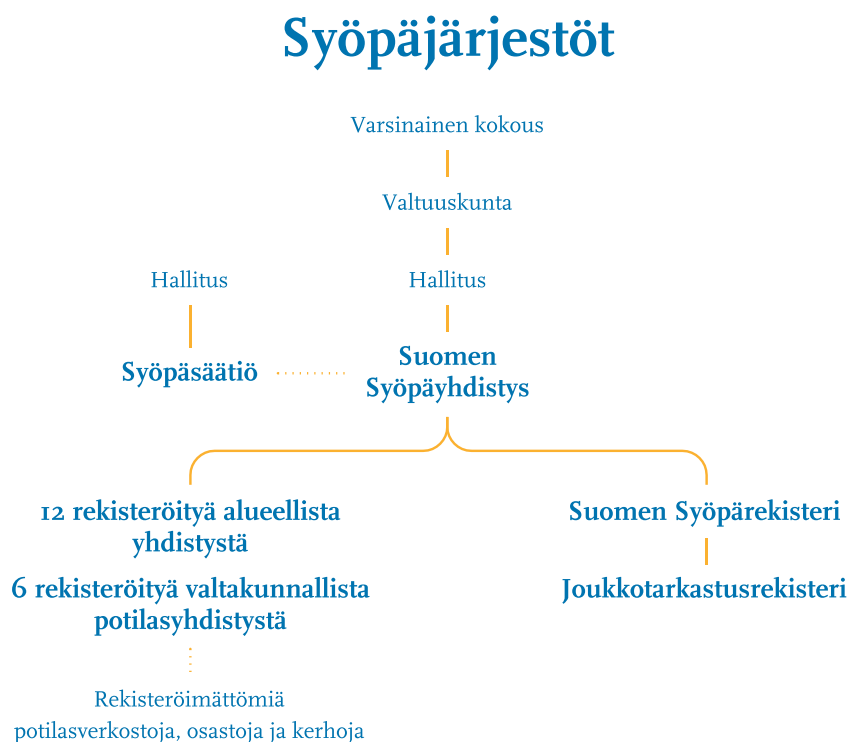 Syöpäjärjestöt
Varsinainen kokous
Valtuuskunta
Hallitus
Hallitus
Syöpäsäätiö
Suomen
Syöpäyhdistys
12 rekisteröityä alueellista
yhdistystä
6 rekisteröityä valtakunnallista
potilasyhdistystä
Rekisteröimättömiä
potilasverkostoja, osastoja ja kerhoja
Suomen Syöpärekisteri
Joukkotarkastusrekisteri